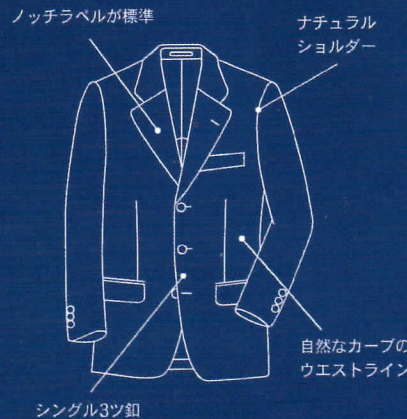 ノッチラペルが標準
ナチュラル
ショルダー
自然なカーブの
ウエストライン
シングル3ツ釦